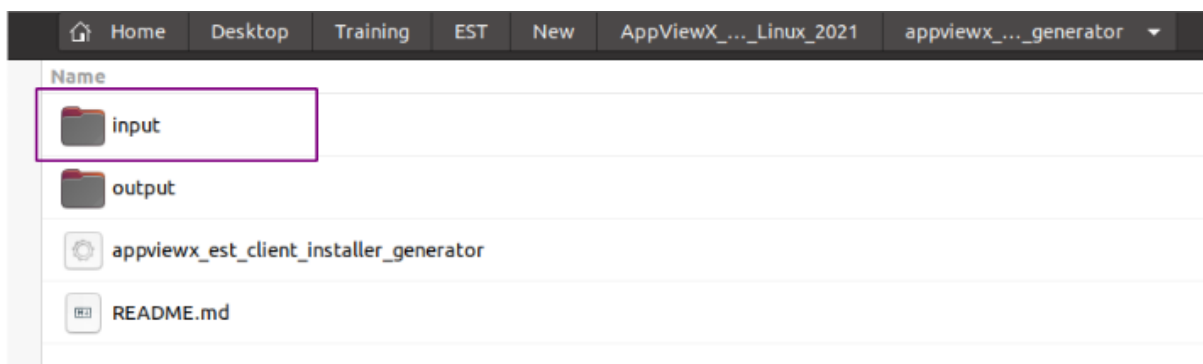 Home Desktop Training EST New AppViewX_..._Linux_2021 appviewx_..._generator
Name
input
output
appviewx_est_client_installer_generator
README.md